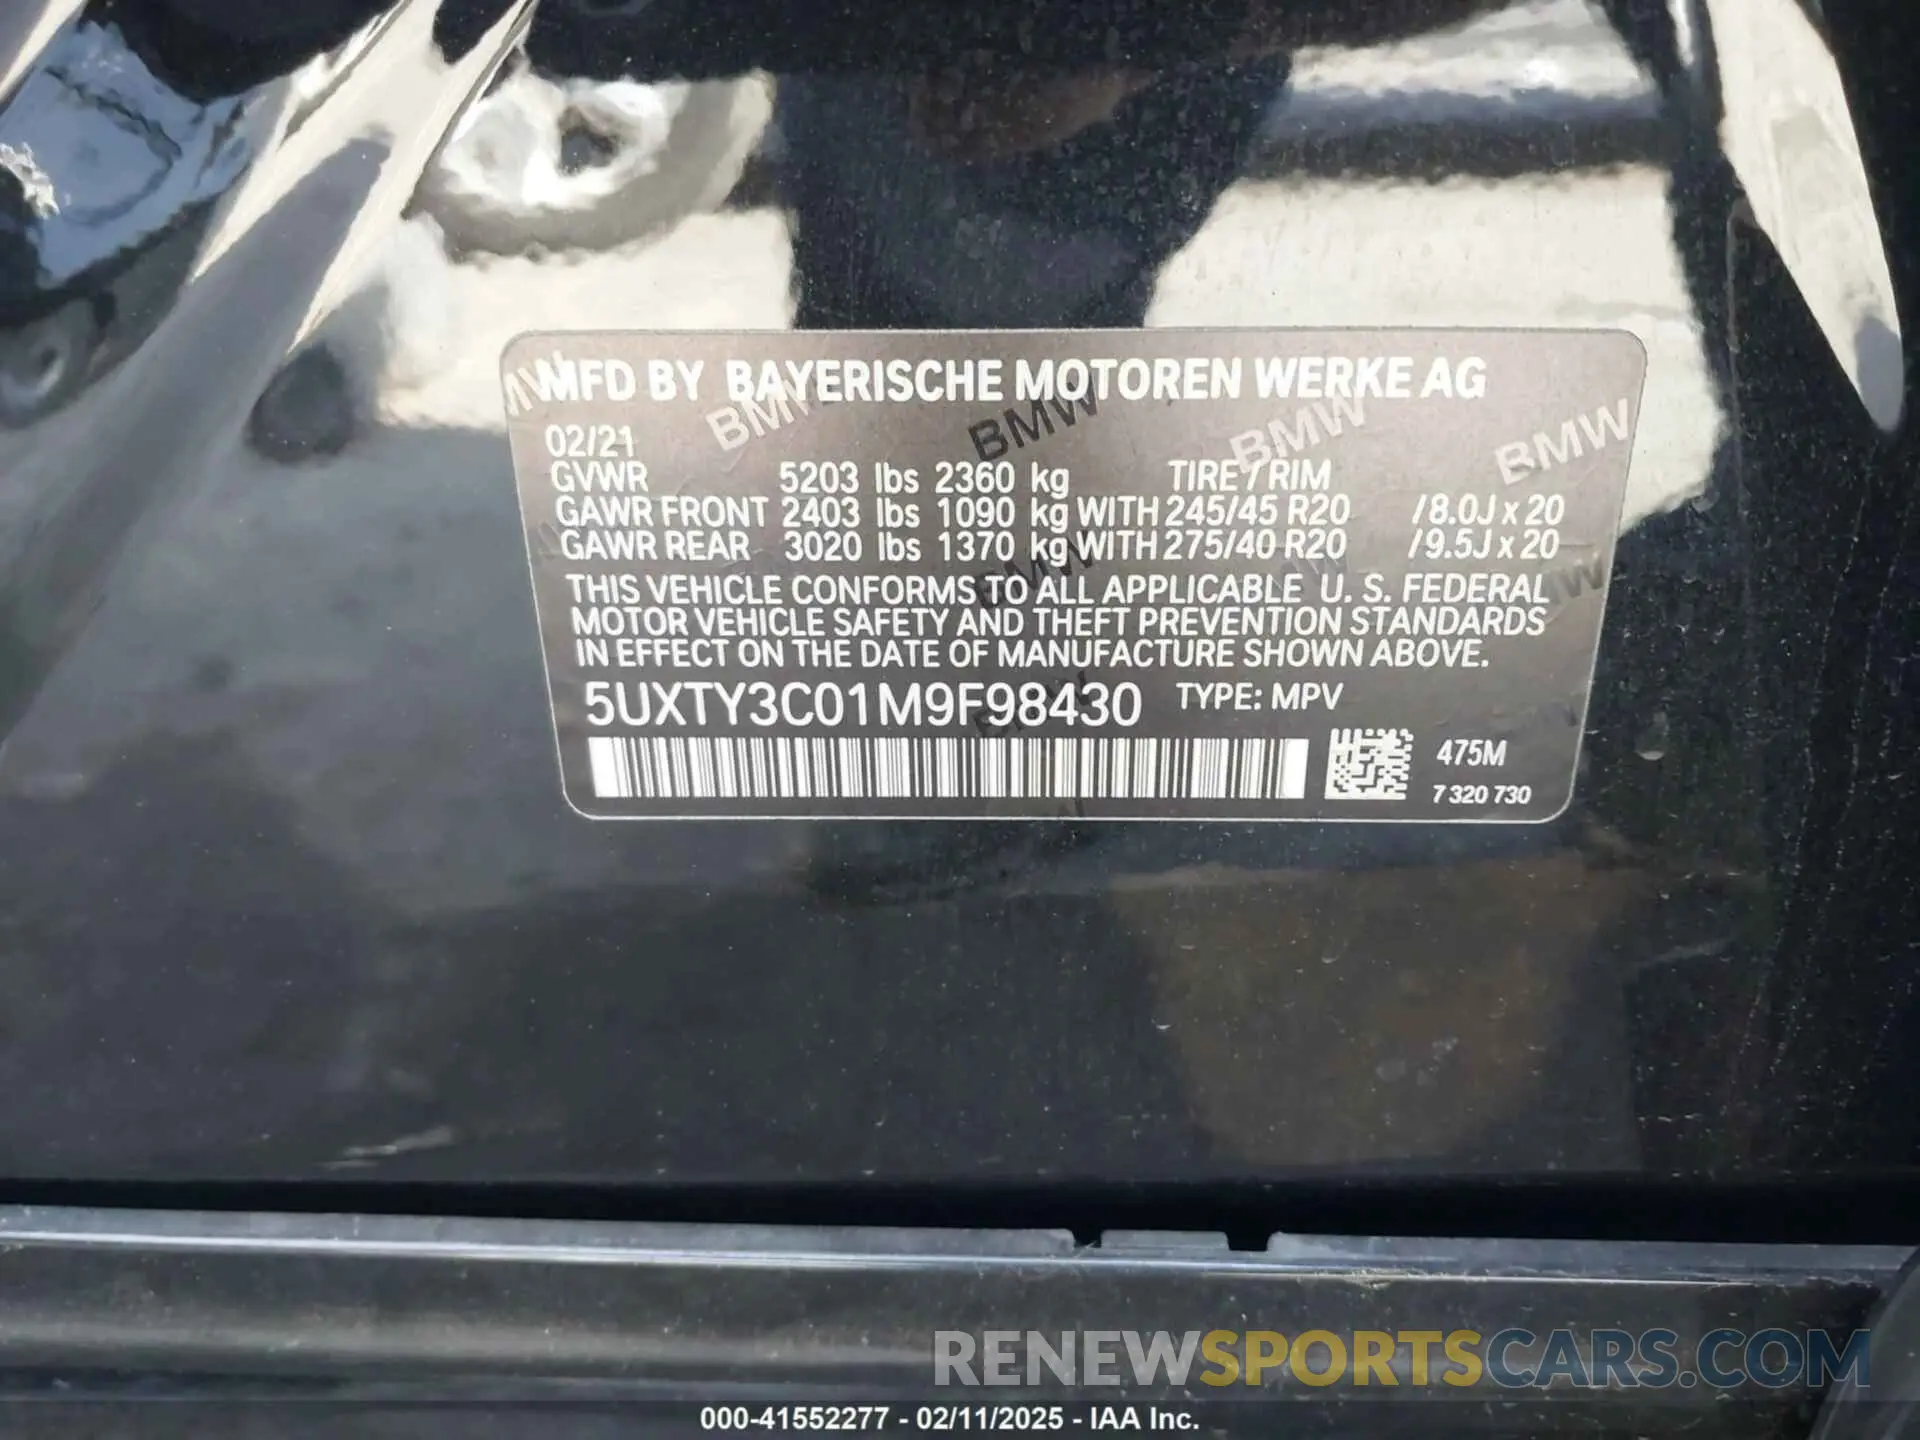 MFD BY BAYERISCHE MOTOREN WERKE AG
02/21
GVWR 5203 lbs 2360 kg TIRE / RIM
GAWR FRONT 2403 lbs 1090 kg WITH 245/45 R20 /8.0J x 20
GAWR REAR 3020 lbs 1370 kg WITH 275/40 R20 /9.5J x 20
THIS VEHICLE CONFORMS TO ALL APPLICABLE U. S. FEDERAL
MOTOR VEHICLE SAFETY AND THEFT PREVENTION STANDARDS
IN EFFECT ON THE DATE OF MANUFACTURE SHOWN ABOVE.
5UXTY3C01M9F98430 TYPE: MPV
475M
7 320 730
BMW BMW BMW BMW
BMW
BMW
RENEWSPORTSCARS.COM
000-41552277 - 02/11/2025 - IAA Inc.